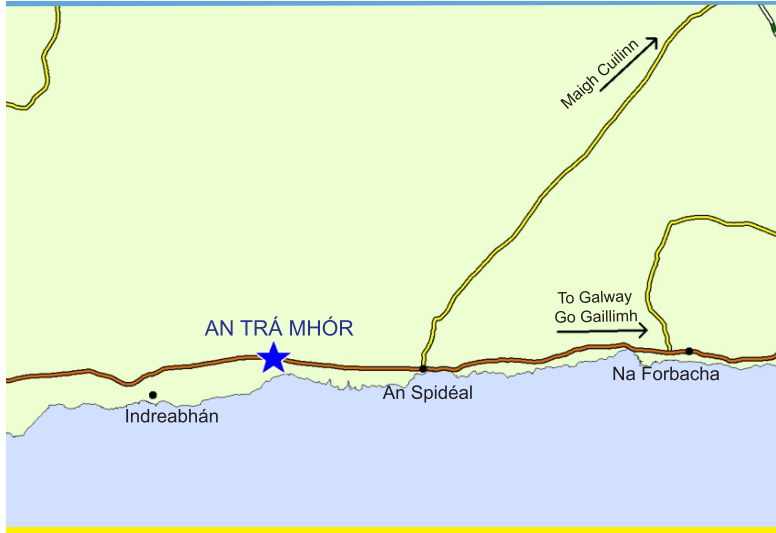 Maigh Cuilinn
To Galway
Go Gaillimh
AN TRÁ MHÓR
Na Forbacha
An Spidéal
Indreabhán